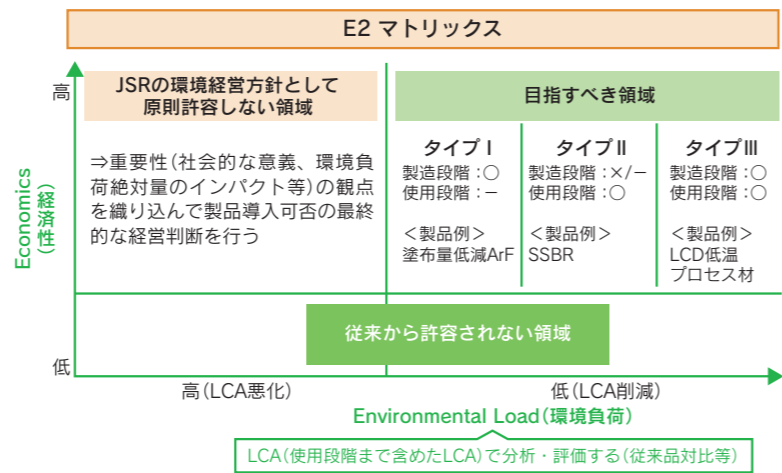 E2 マトリックス
高
JSRの環境経営方針として
原則許容しない領域
⇒重要性(社会的な意義、環境負
荷絶対量のインパクト等)の観点
を織り込んで製品導入可否の最終
的な経営判断を行う
目指すべき領域
タイプⅠ
製造段階:○
使用段階:−
<製品例>
塗布量低減ArF
タイプⅡ
製造段階:×/−
使用段階:○
<製品例>
SSBR
タイプⅢ
製造段階:○
使用段階:○
<製品例>
LCD低温
プロセス材
Economics
(経済性)
従来から許容されない領域
低
高(LCA悪化)
低(LCA削減)
Environmental Load(環境負荷)
LCA(使用段階まで含めたLCA)で分析・評価する(従来品対比等)